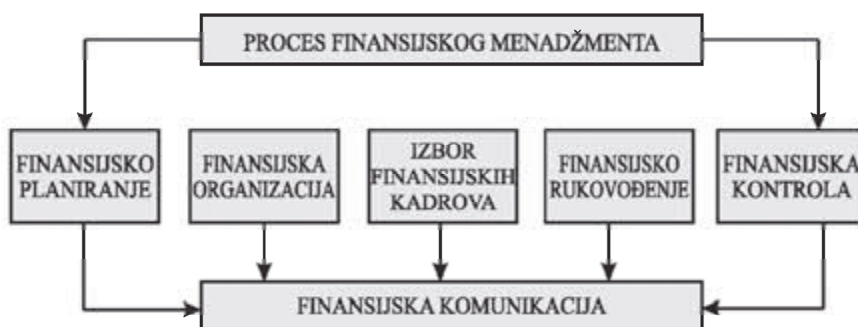 PROCES FINANSIJSKOG MENADŽMENTA
FINANSIJSKO
PLANIRANJE
FINANSIJSKA
ORGANIZACIJA
IZBOR
FINANSIJSKIH
KADROVA
FINANSIJSKO
RUKOVOĐENJE
FINANSIJSKA
KONTROLA
FINANSIJSKA KOMUNIKACIJA